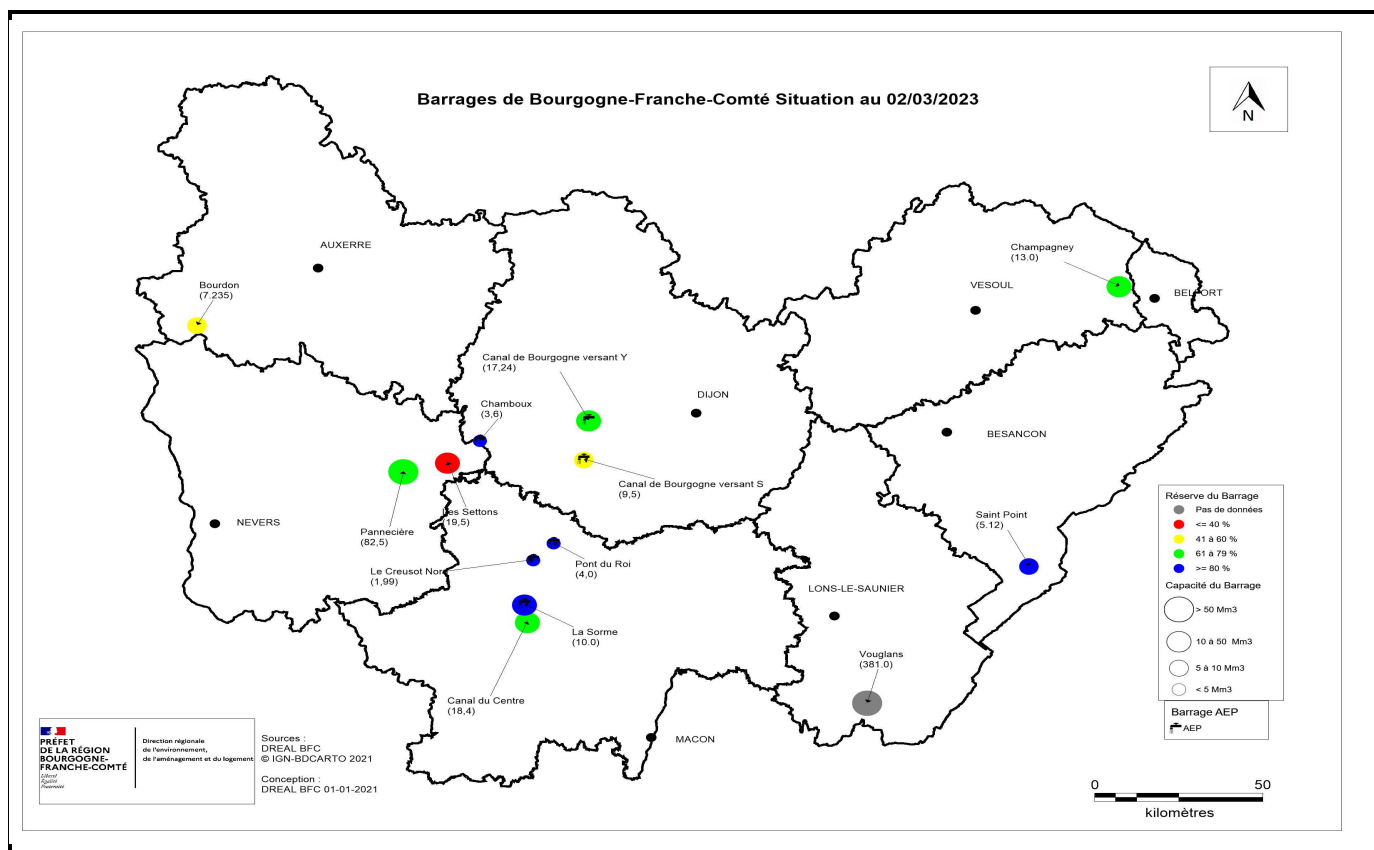 Barrages de Bourgogne-Franche-Comté Situation au 02/03/2023
N
AUXERRE
Bourdon
(7.235)
Champagney
(13.0)
VESOUL
BELFORT
Canal de Bourgogne versant Y
(17,24)
DIJON
Chamboux
(3,6)
BESANCON
Canal de Bourgogne versant S
(9,5)
Les Settons
(19,5)
NEVERS
Pannecière
(82,5)
Saint Point
(5.12)
Pont du Roi
(4,0)
Le Creusot Nord
(1,99)
LONS-LE-SAUNIER
La Sorme
(10.0)
Vouglans
(381.0)
Canal du Centre
(18,4)
MACON
Réserve du Barrage
Pas de données
<= 40 %
41 à 60 %
61 à 79 %
>= 80 %
Capacité du Barrage
> 50 Mm3
10 à 50 Mm3
5 à 10 Mm3
< 5 Mm3
Barrage AEP
AEP
PRÉFET
DE LA RÉGION
BOURGOGNE-
FRANCHE-COMTÉ
Liberté
Égalité
Fraternité
Direction régionale
de l'environnement,
de l'aménagement et du logement
Sources :
DREAL BFC
© IGN-BDCARTO 2021
Conception :
DREAL BFC 01-01-2021
0 50
kilomètres